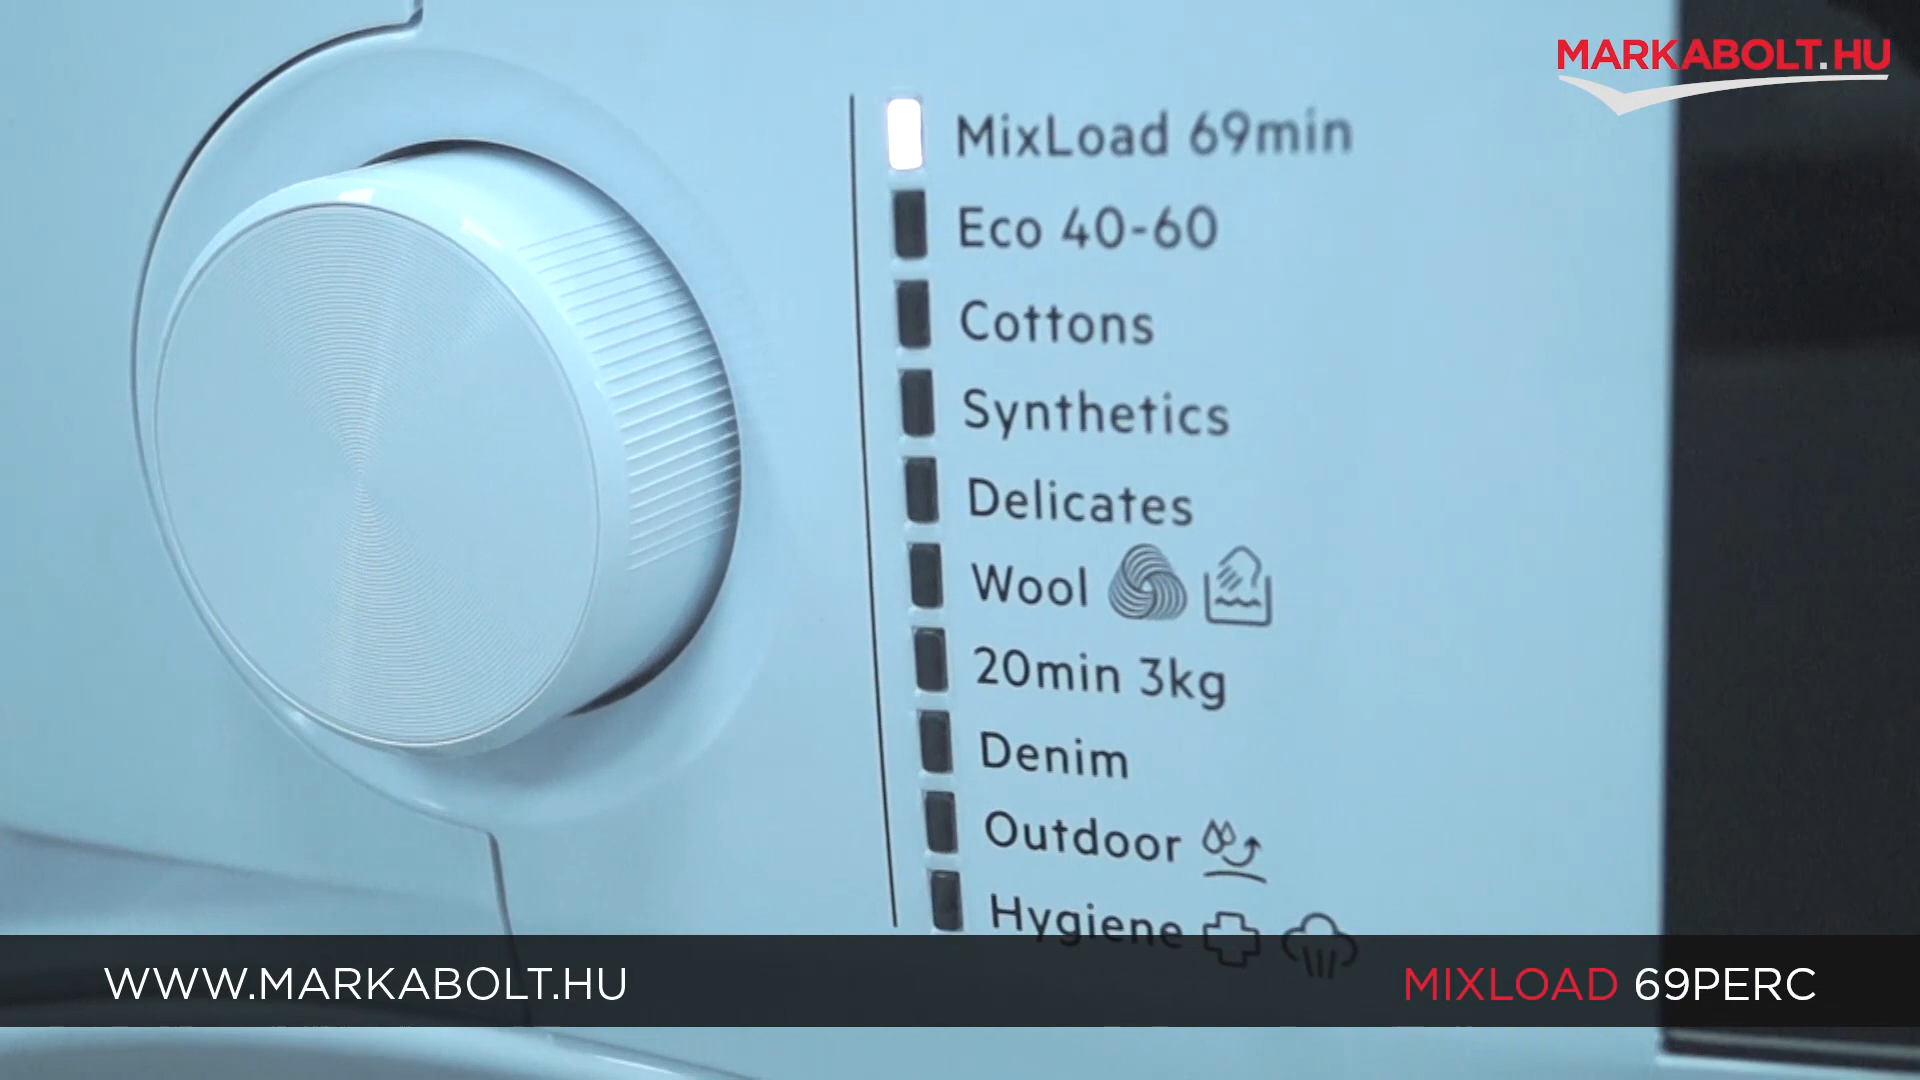 MARKABOLT.HU
MixLoad 69min
Eco 40-60
Cottons
Synthetics
Delicates
Wool
20min 3kg
Denim
Outdoor
Hygiene
WWW.MARKABOLT.HU
MIXLOAD 69PERC